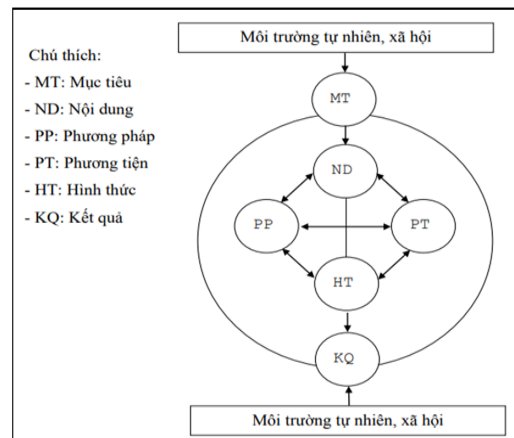 Môi trường tự nhiên, xã hội
Chú thích:
- MT: Mục tiêu
- ND: Nội dung
- PP: Phương pháp
- PT: Phương tiện
- HT: Hình thức
- KQ: Kết quả
MT
ND
PP
PT
HT
KQ
Môi trường tự nhiên, xã hội